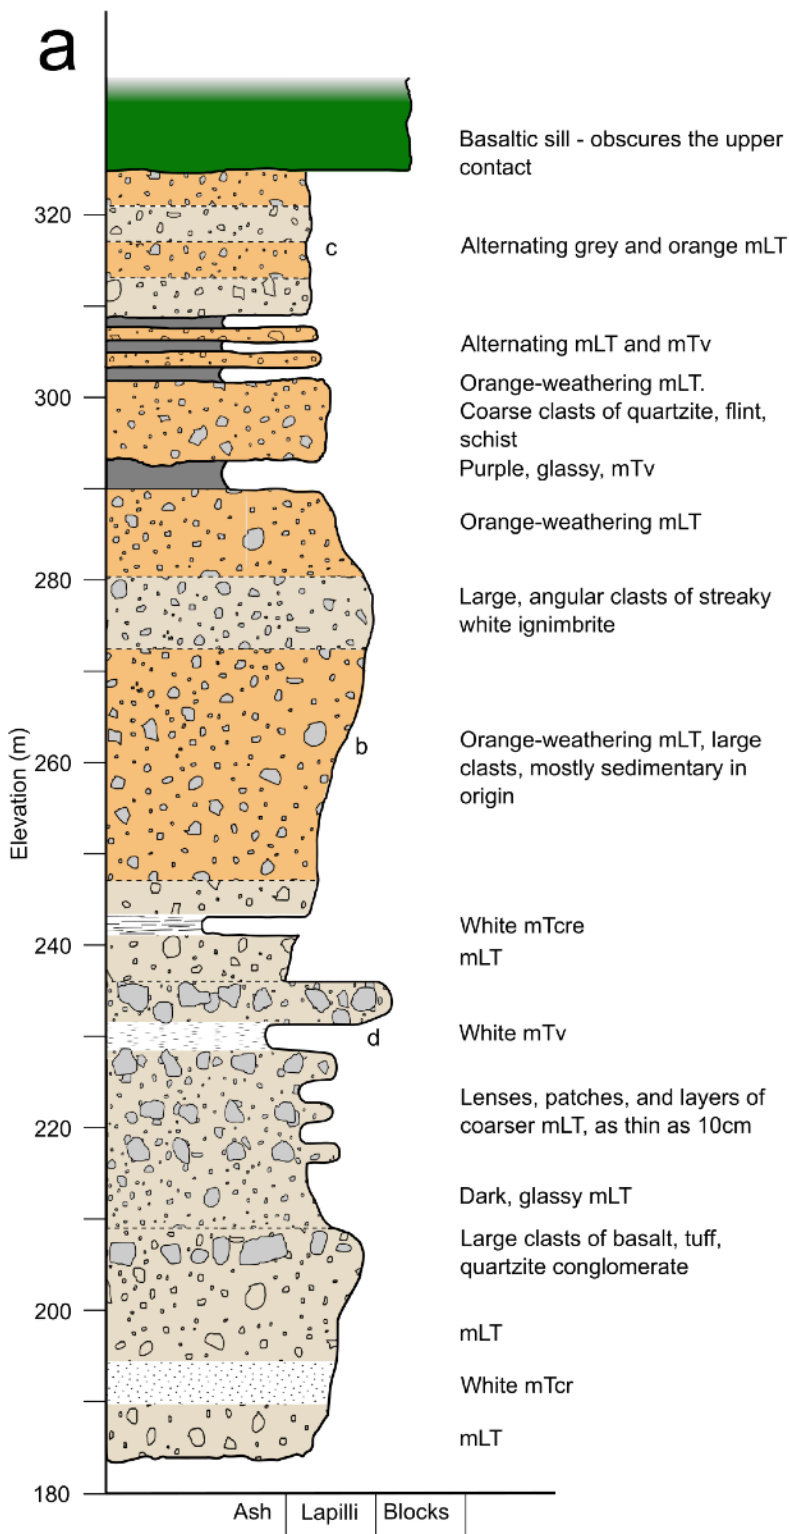 a
Basaltic sill - obscures the upper
contact
320
c
Alternating grey and orange mLT
Alternating mLT and mTv
300
Orange-weathering mLT.
Coarse clasts of quartzite, flint,
schist
Purple, glassy, mTv
Orange-weathering mLT
280
Large, angular clasts of streaky
white ignimbrite
b
Orange-weathering mLT, large
clasts, mostly sedimentary in
origin
260
Elevation (m)
White mTcre
240
mLT
d
White mTv
Lenses, patches, and layers of
coarser mLT, as thin as 10cm
220
Dark, glassy mLT
Large clasts of basalt, tuff,
quartzite conglomerate
200
mLT
White mTcr
mLT
180
Ash
Lapilli
Blocks